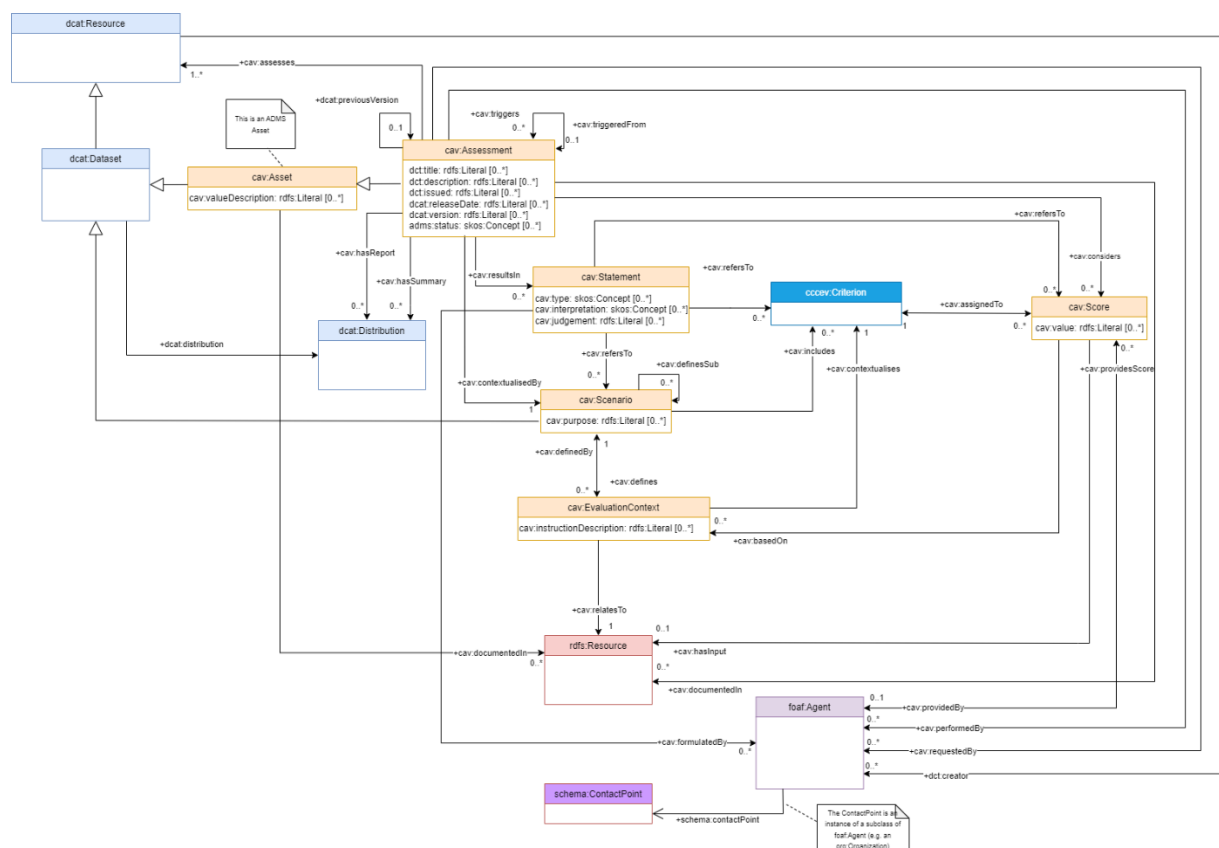 dcat:Resource
+cav:assesses
1..*
This is an ADMS
Asset
+dcat:previousVersion
0..1
+cav:triggers
0..*
+cav:triggeredFrom
0..1
dcat:Dataset
cav:Asset
cav:valueDescription: rdfs:Literal [0..*]
cav:Assessment
dct:title: rdfs:Literal [0..*]
dct:description: rdfs:Literal [0..*]
dct:issued: rdfs:Literal [0..*]
dcat:releaseDate: rdfs:Literal [0..*]
dcat:version: rdfs:Literal [0..*]
adms:status: skos:Concept [0..*]
+cav:refersTo
+cav:hasReport
+cav:hasSummary
0..*
0..*
+cav:resultsIn
0..*
cav:Statement
cav:type: skos:Concept [0..*]
cav:interpretation: skos:Concept [0..*]
cav:judgement: rdfs:Literal [0..*]
+cav:refersTo
0..*
+cav:considers
0..*
0..*
cccev:Criterion
+cav:assignedTo
1
0..*
cav:Score
cav:value: rdfs:Literal [0..*]
dcat:Distribution
+dcat:distribution
+cav:refersTo
0..*
+cav:definesSub
0..*
0..*
+cav:includes
1
+cav:contextualises
0..*
+cav:providesScore
+cav:contextualisedBy
1
cav:Scenario
cav:purpose: rdfs:Literal [0..*]
+cav:definedBy
1
+cav:defines
0..*
cav:EvaluationContext
cav:instructionDescription: rdfs:Literal [0..*]
0..*
+cav:basedOn
+cav:relatesTo
1
rdfs:Resource
+cav:documentedIn
0..*
0..1
+cav:hasInput
0..*
+cav:documentedIn
foaf:Agent
0..1
+cav:providedBy
0..*
+cav:performedBy
0..*
+cav:requestedBy
0..*
+dct:creator
+cav:formulatedBy
0..*
schema:ContactPoint
+schema:contactPoint
The ContactPoint is an
instance of a subclass of
foaf:Agent (e.g. an
org:Organization)